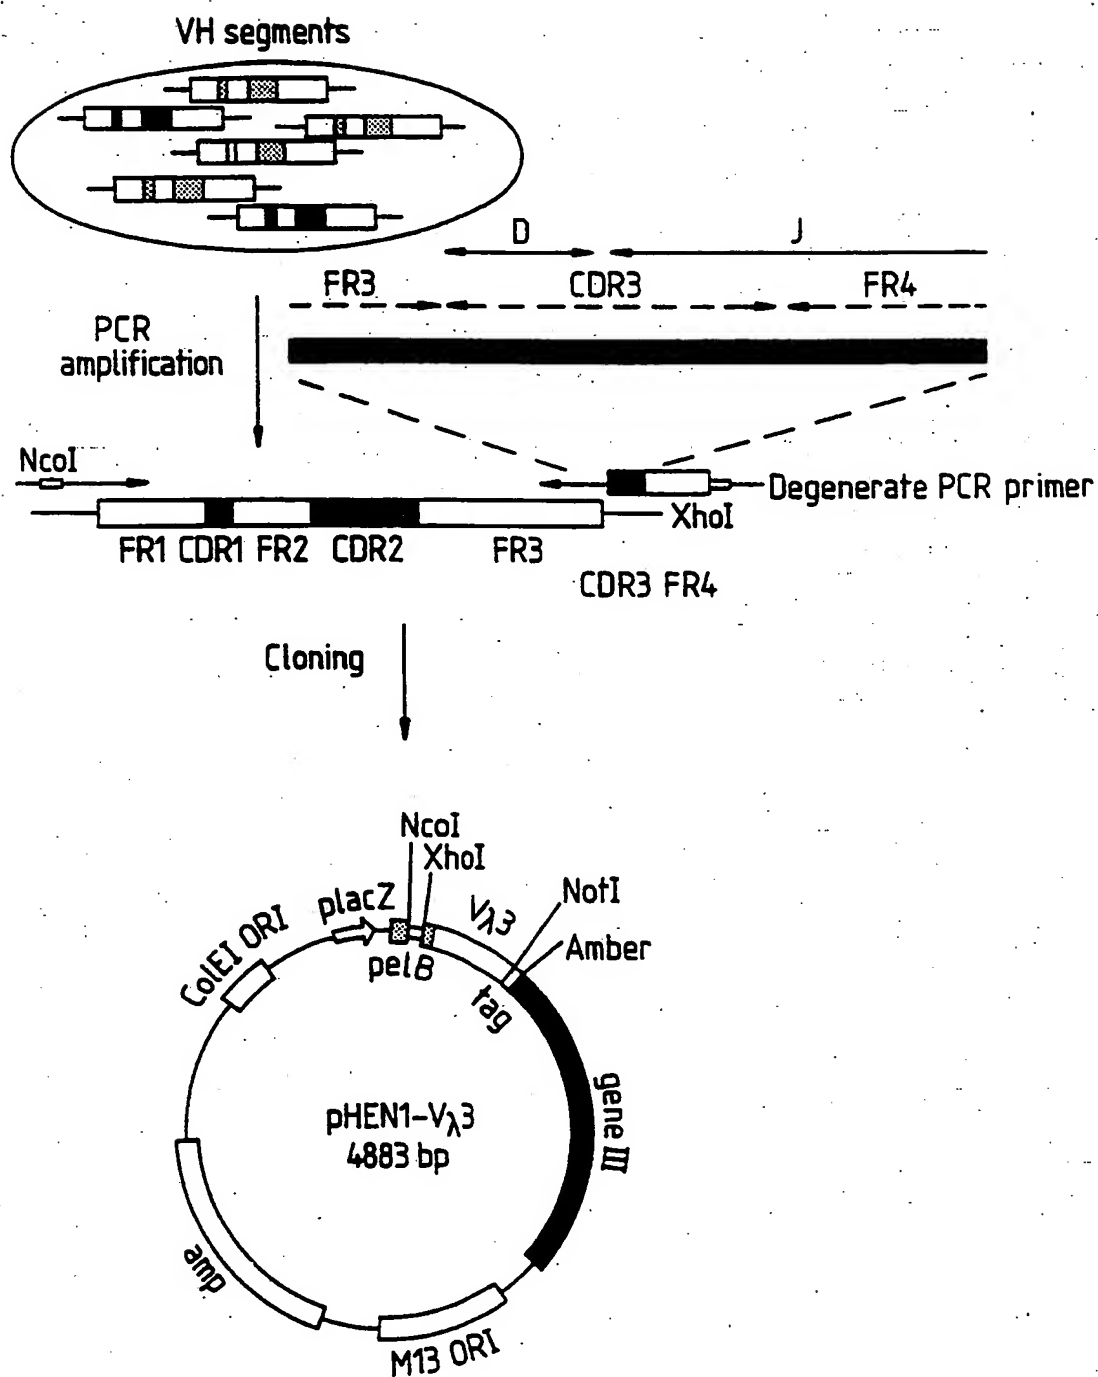 VH segments
D
J
FR3
CDR3
FR4
PCR
amplification
NcoI
Degenerate PCR primer
XhoI
FR1 CDR1 FR2 CDR2 FR3
CDR3 FR4
Cloning
NcoI
XhoI
NotI
Amber
placZ
Vλ3
ColEI ORI
pelB
tag
gene III
pHEN1-Vλ3
4883 bp
amp
M13 ORI